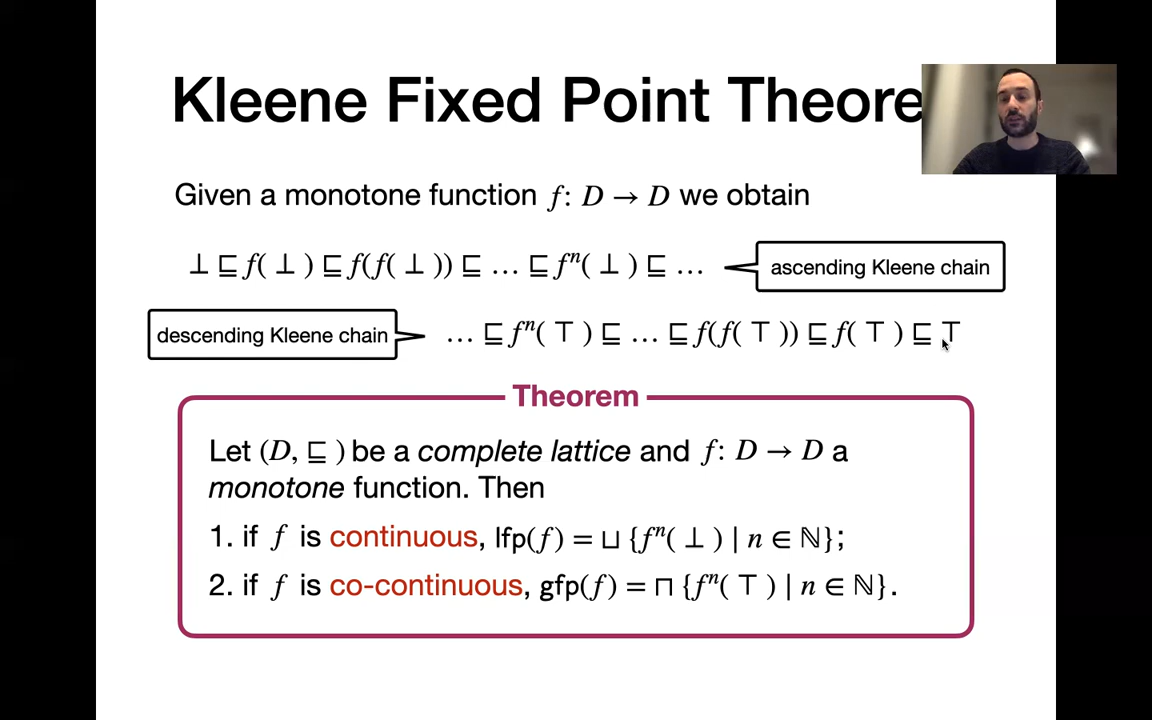 Kleene Fixed Point Theore
Given a monotone function f: D → D we obtain
⊥ ⊑ f( ⊥ ) ⊑ f(f( ⊥ )) ⊑ … ⊑ fⁿ( ⊥ ) ⊑ …
ascending Kleene chain
descending Kleene chain
… ⊑ fⁿ( ⊤ ) ⊑ … ⊑ f(f( ⊤ )) ⊑ f( ⊤ ) ⊑ ⊤
Theorem
Let (D, ⊑ ) be a complete lattice and f: D → D a
monotone function. Then
1. if f is continuous, lfp(f) = ⊔ {fⁿ( ⊥ ) | n ∈ ℕ};
2. if f is co-continuous, gfp(f) = ⊓ {fⁿ( ⊤ ) | n ∈ ℕ}.